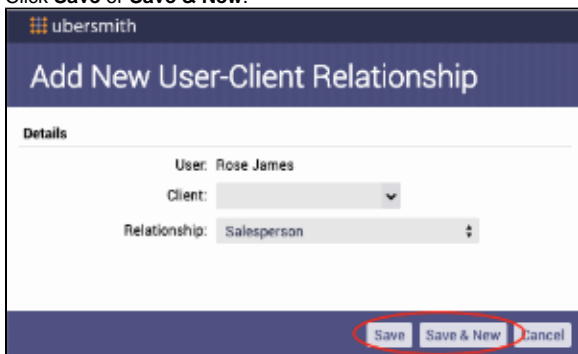 Click Save or Save & New.
ubersmith
Add New User-Client Relationship
Details
User: Rose James
Client:
Relationship: Salesperson
Save Save & New Cancel